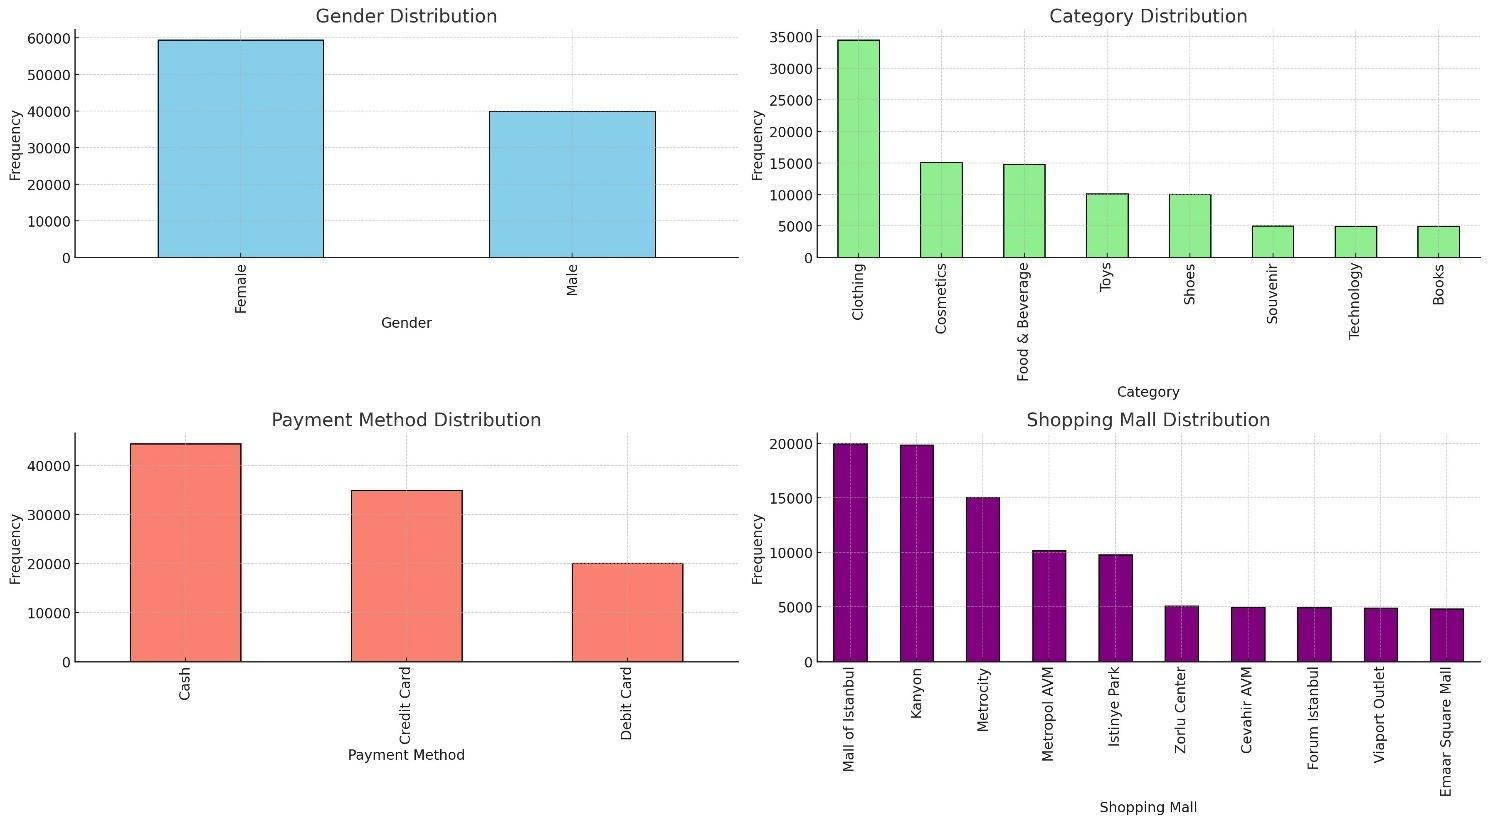 Gender Distribution
60000
50000
40000
30000
20000
10000
0
Frequency
Female
Male
Gender
Category Distribution
35000
30000
25000
20000
15000
10000
5000
0
Frequency
Clothing
Cosmetics
Food & Beverage
Toys
Shoes
Souvenir
Technology
Books
Category
Payment Method Distribution
40000
30000
20000
10000
0
Frequency
Cash
Credit Card
Debit Card
Payment Method
Shopping Mall Distribution
20000
15000
10000
5000
0
Frequency
Mall of Istanbul
Kanyon
Metrocity
Metropol AVM
Istinye Park
Zorlu Center
Cevahir AVM
Forum Istanbul
Viaport Outlet
Emaar Square Mall
Shopping Mall